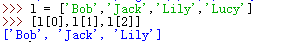 >>> l = ['Bob','Jack','Lily','Lucy']
>>> [l[0],l[1],l[2]]
['Bob', 'Jack', 'Lily']